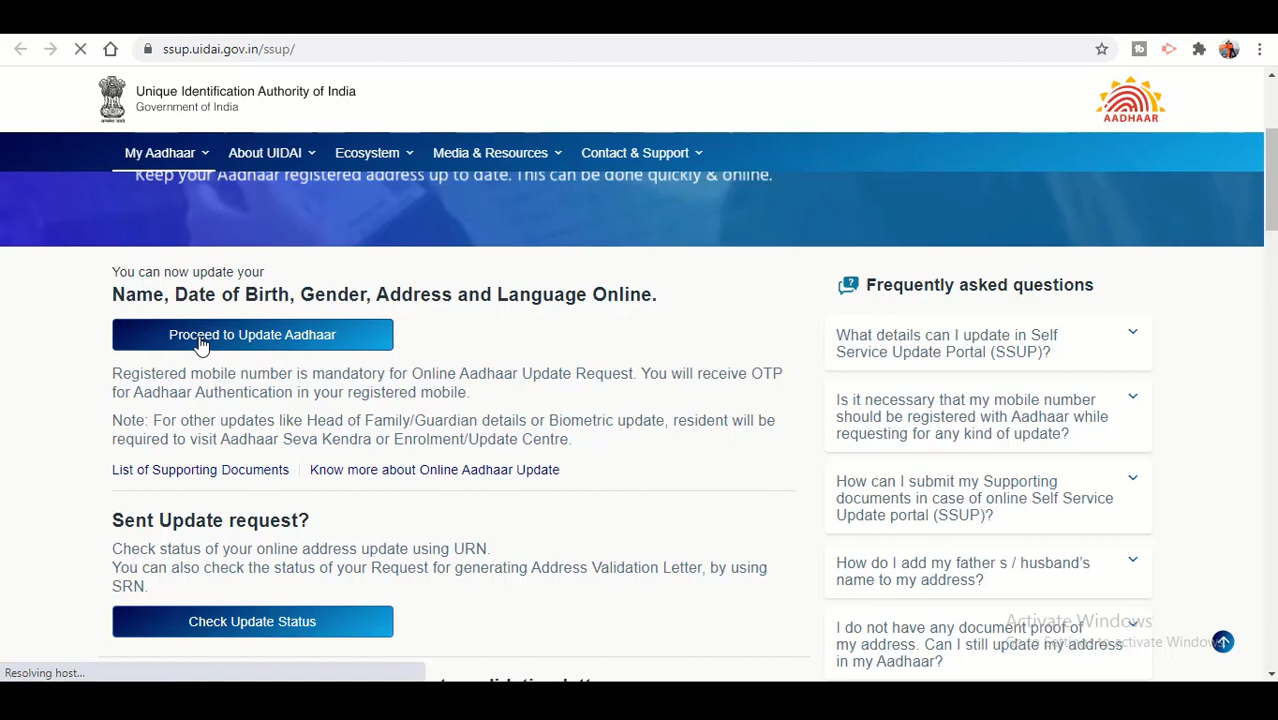 ssup.uidai.gov.in/ssup/
Unique Identification Authority of India
Government of India
AADHAAR
My Aadhaar
About UIDAI
Ecosystem
Media & Resources
Contact & Support
Keep your Aadhaar registered address up to date. This can be done quickly & online.
You can now update your
Name, Date of Birth, Gender, Address and Language Online.
Proceed to Update Aadhaar
Registered mobile number is mandatory for Online Aadhaar Update Request. You will receive OTP
for Aadhaar Authentication in your registered mobile.
Note: For other updates like Head of Family/Guardian details or Biometric update, resident will be
required to visit Aadhaar Seva Kendra or Enrolment/Update Centre.
List of Supporting Documents
Know more about Online Aadhaar Update
Sent Update request?
Check status of your online address update using URN.
You can also check the status of your Request for generating Address Validation Letter, by using
SRN.
Check Update Status
Frequently asked questions
What details can I update in Self
Service Update Portal (SSUP)?
Is it necessary that my mobile number
should be registered with Aadhaar while
requesting for any kind of update?
How can I submit my Supporting
documents in case of online Self Service
Update portal (SSUP)?
How do I add my father s / husband's
name to my address?
I do not have any document proof of
my address. Can I still update my address
in my Aadhaar?
Activate Windows
Go to Settings to activate Windows.
Resolving host...